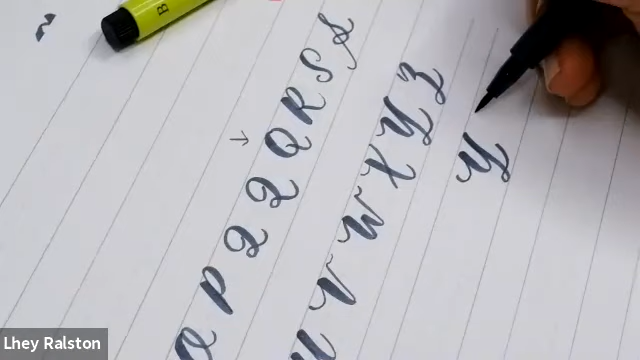 O P Q Q Q R S S
U V W X Y Z
Y
B
Lhey Ralston